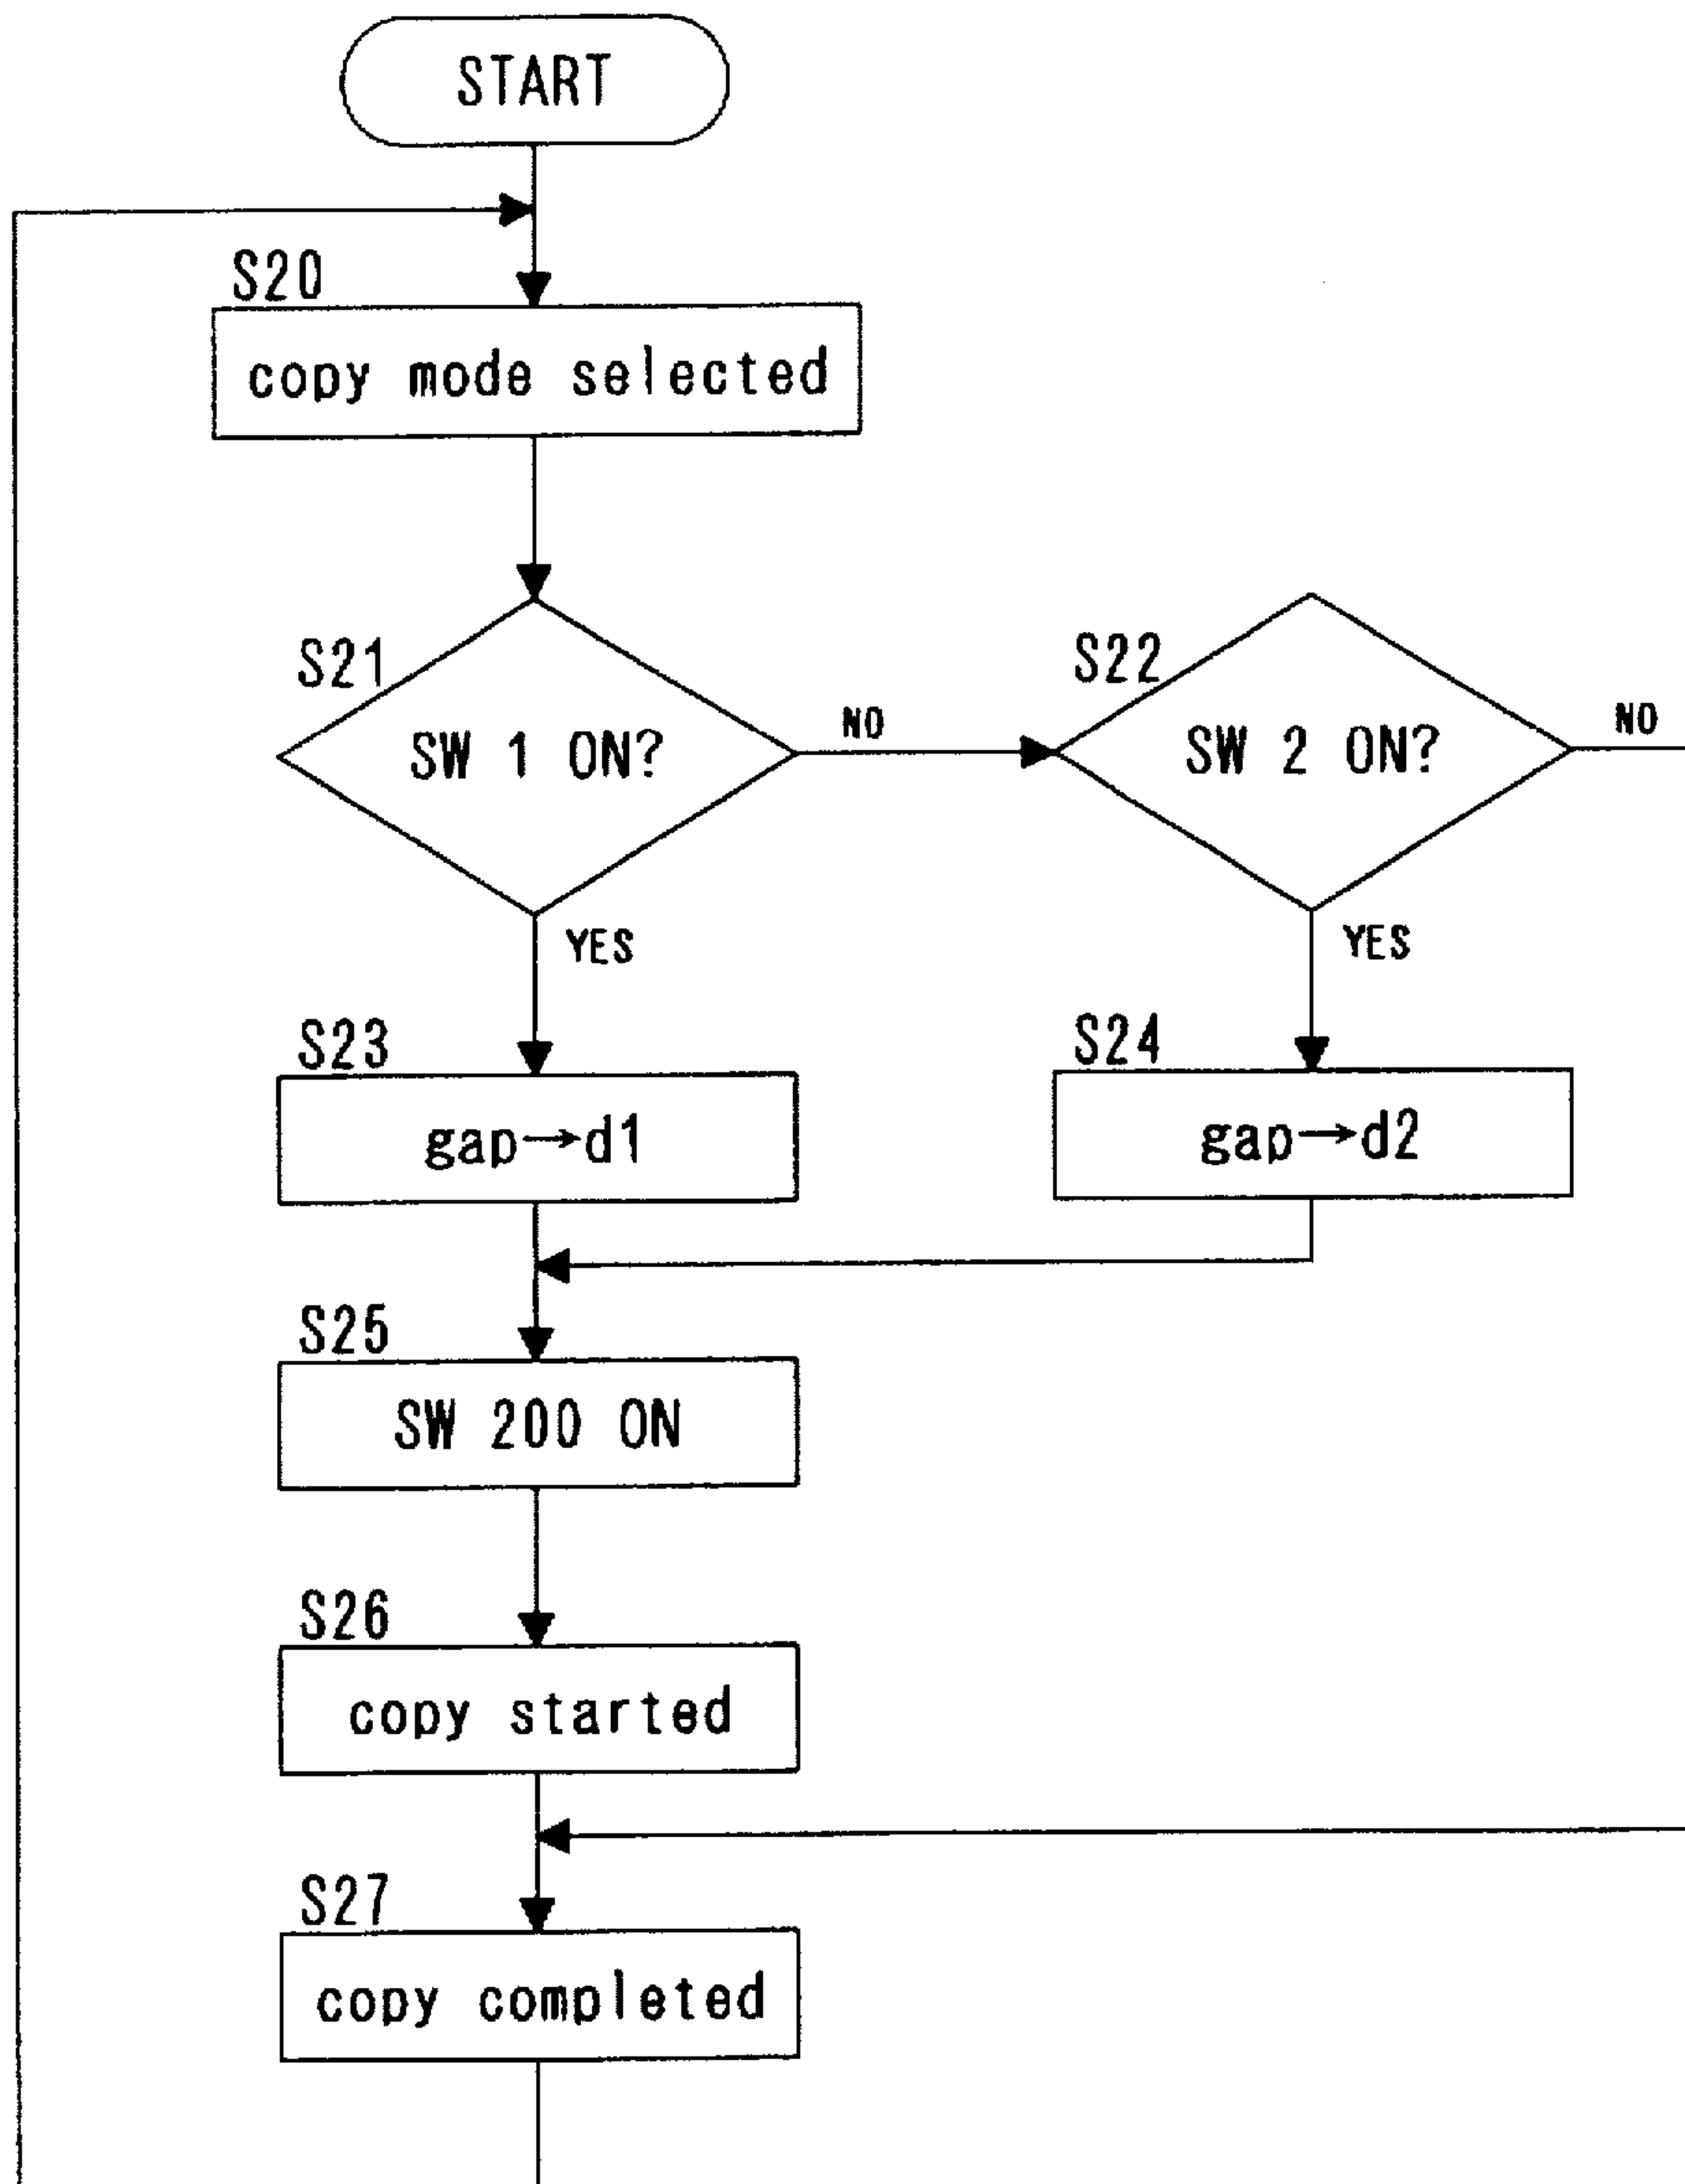 START
S20
copy mode selected
S21
SW 1 ON?
NO
S22
SW 2 ON?
NO
YES
YES
S23
gap→d1
S24
gap→d2
S25
SW 200 ON
S26
copy started
S27
copy completed